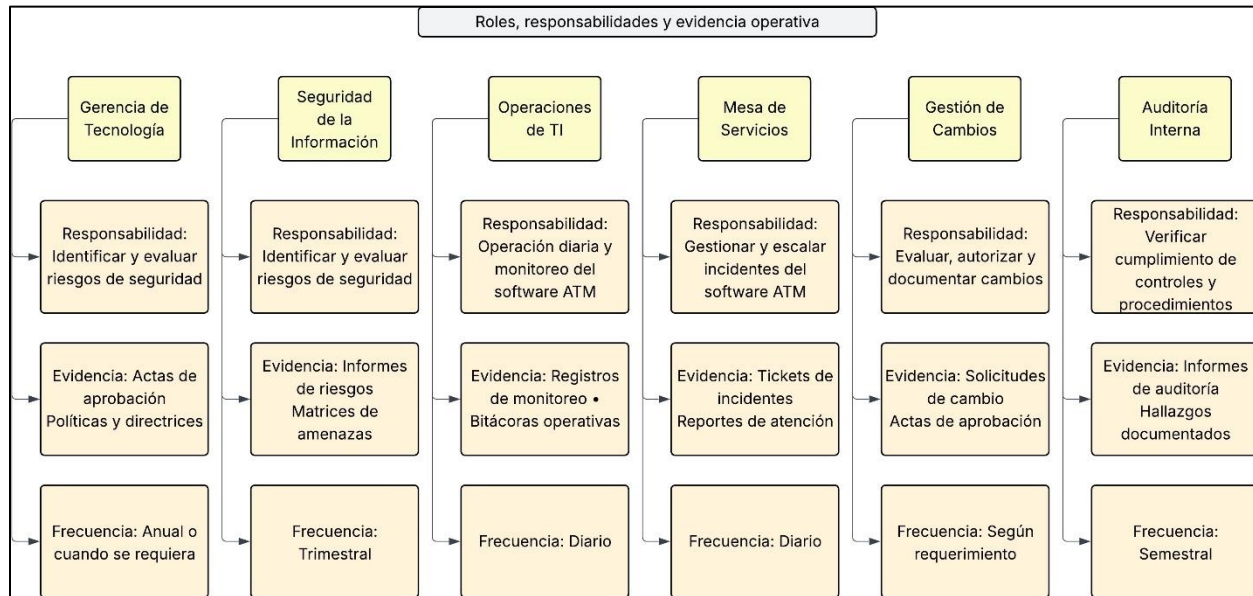 Roles, responsabilidades y evidencia operativa
Gerencia de
Tecnología
Seguridad
de la
Información
Operaciones
de TI
Mesa de
Servicios
Gestión de
Cambios
Auditoría
Interna
Responsabilidad:
Identificar y evaluar
riesgos de seguridad
Responsabilidad:
Identificar y evaluar
riesgos de seguridad
Responsabilidad:
Operación diaria y
monitoreo del
software ATM
Responsabilidad:
Gestionar y escalar
incidentes del
software ATM
Responsabilidad:
Evaluar, autorizar y
documentar cambios
Responsabilidad:
Verificar
cumplimiento de
controles y
procedimientos
Evidencia: Actas de
aprobación
Políticas y directrices
Evidencia: Informes
de riesgos
Matrices de
amenazas
Evidencia: Registros
de monitoreo •
Bitácoras operativas
Evidencia: Tickets de
incidentes
Reportes de atención
Evidencia: Solicitudes
de cambio
Actas de aprobación
Evidencia: Informes
de auditoría
Hallazgos
documentados
Frecuencia: Anual o
cuando se requiera
Frecuencia:
Trimestral
Frecuencia: Diario
Frecuencia: Diario
Frecuencia: Según
requerimiento
Frecuencia:
Semestral